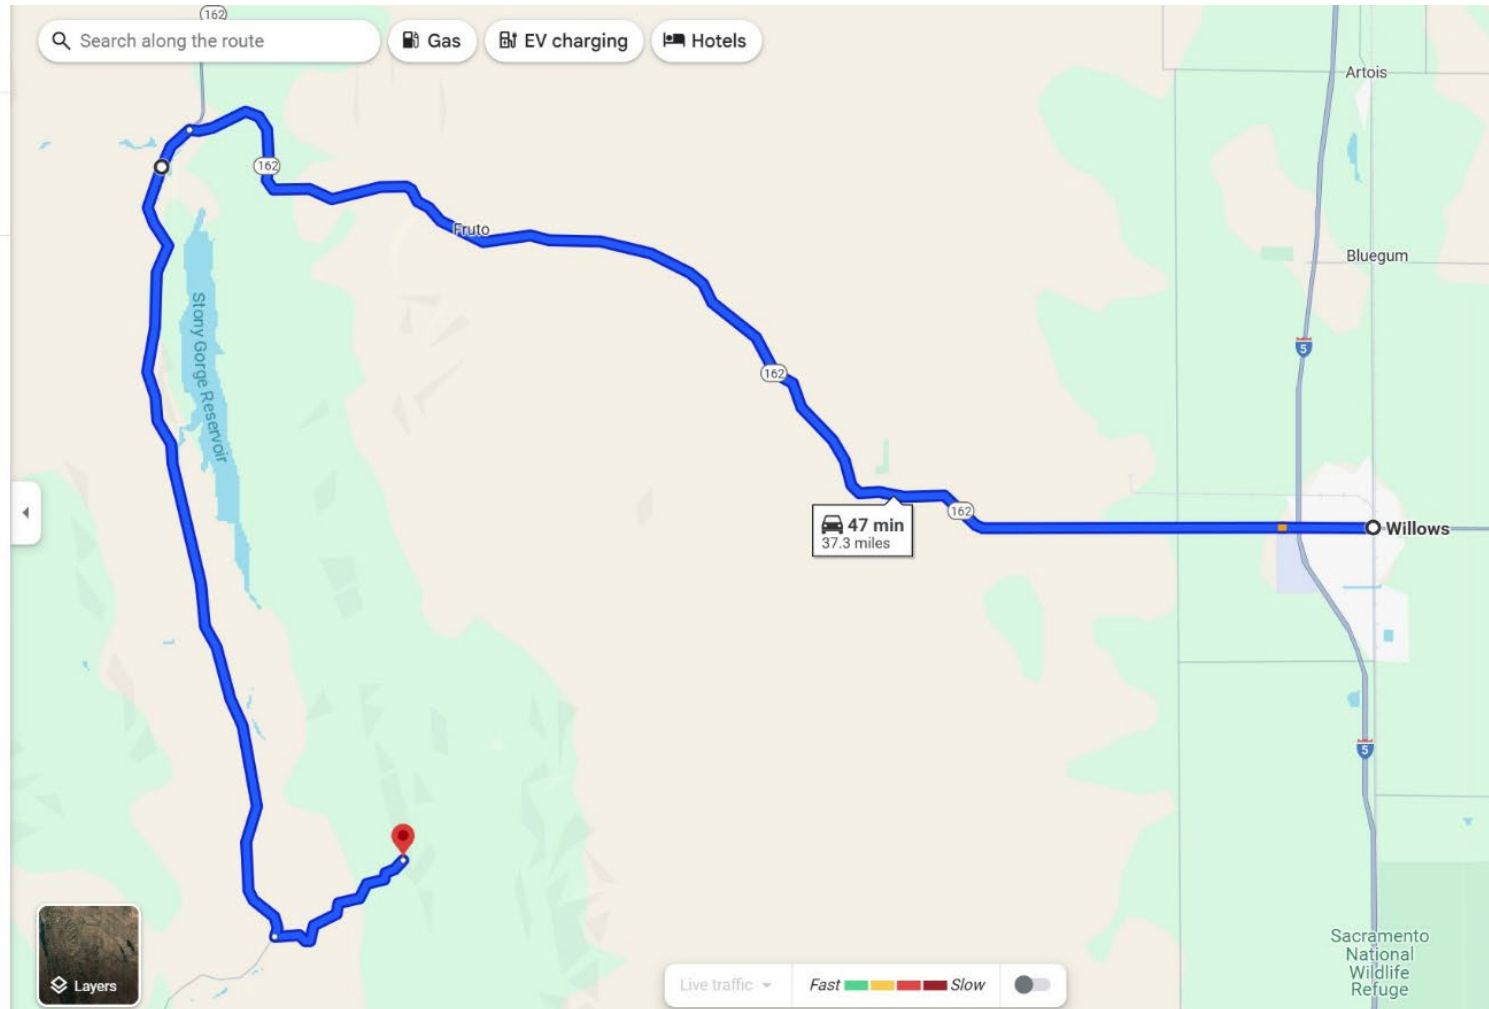 162
Search along the route
Gas
EV charging
Hotels
Artois
162
Fruto
Bluegum
Stony Gorge Reservoir
5
162
162
47 min
37.3 miles
Willows
5
Sacramento
National
Wildlife
Refuge
Layers
Live traffic
Fast
Slow